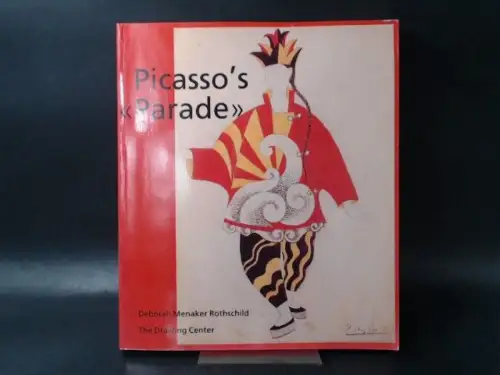 Picasso's
«Parade»
Deborah Menaker Rothschild
The Drawing Center